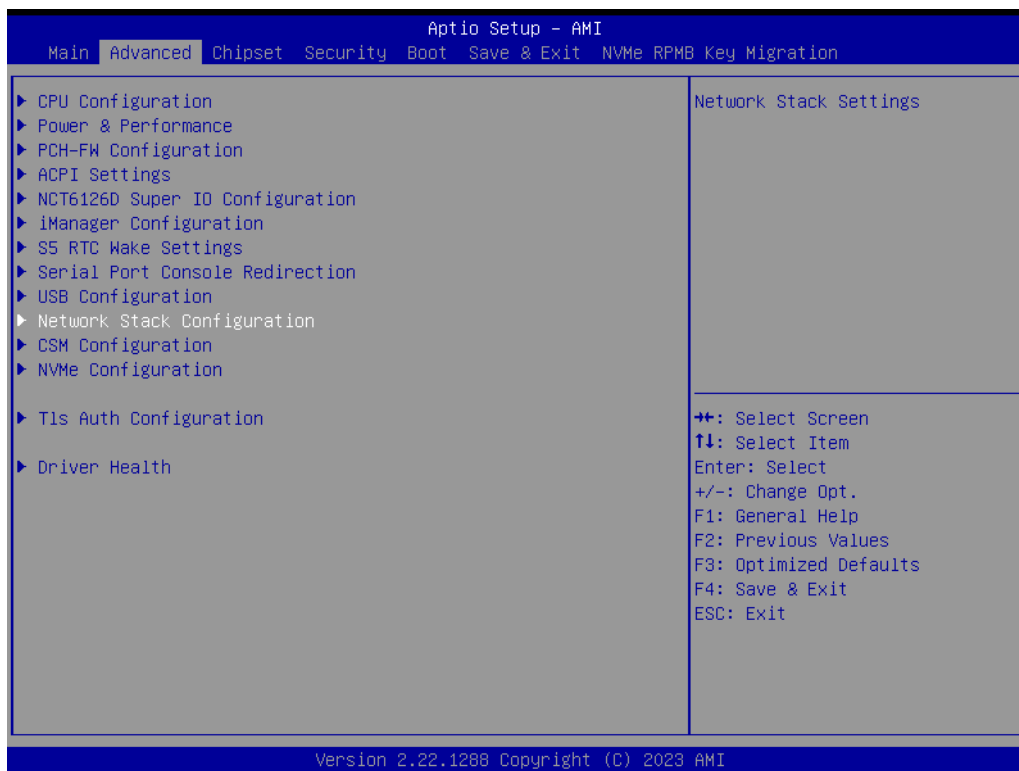 Aptio Setup – AMI
Main Advanced Chipset Security Boot Save & Exit NVMe RPMB Key Migration
▶ CPU Configuration
▶ Power & Performance
▶ PCH-FW Configuration
▶ ACPI Settings
▶ NCT6126D Super IO Configuration
▶ iManager Configuration
▶ S5 RTC Wake Settings
▶ Serial Port Console Redirection
▶ USB Configuration
▶ Network Stack Configuration
▶ CSM Configuration
▶ NVMe Configuration
▶ Tls Auth Configuration
▶ Driver Health
Network Stack Settings
→←: Select Screen
↑↓: Select Item
Enter: Select
+/-: Change Opt.
F1: General Help
F2: Previous Values
F3: Optimized Defaults
F4: Save & Exit
ESC: Exit
Version 2.22.1288 Copyright (C) 2023 AMI